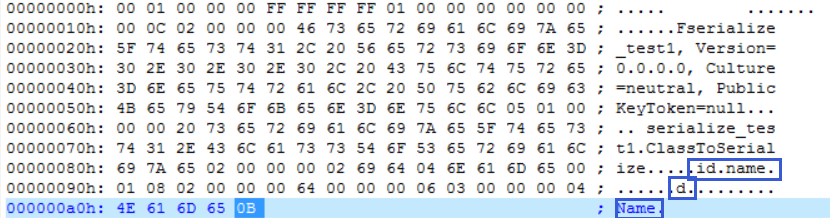 00000000h: 00 01 00 00 00 FF FF FF FF 01 00 00 00 00 00 00 ; .....    .......
00000010h: 00 0C 02 00 00 00 46 73 65 72 69 61 6C 69 7A 65 ; ......Fserialize
00000020h: 5F 74 65 73 74 31 2C 20 56 65 72 73 69 6F 6E 3D ; _test1, Version=
00000030h: 30 2E 30 2E 30 2E 30 2C 20 43 75 6C 74 75 72 65 ; 0.0.0.0, Culture
00000040h: 3D 6E 65 75 74 72 61 6C 2C 20 50 75 62 6C 69 63 ; =neutral, Public
00000050h: 4B 65 79 54 6F 6B 65 6E 3D 6E 75 6C 6C 05 01 00 ; KeyToken=null...
00000060h: 00 00 20 73 65 72 69 61 6C 69 7A 65 5F 74 65 73 ; .. serialize_tes
00000070h: 74 31 2E 43 6C 61 73 73 54 6F 53 65 72 69 61 6C ; t1.ClassToSerial
00000080h: 69 7A 65 02 00 00 00 02 69 64 04 6E 61 6D 65 00 ; ize.....id.name.
00000090h: 01 08 02 00 00 00 64 00 00 00 06 03 00 00 00 04 ; ......d.........
000000a0h: 4E 61 6D 65 0B ; Name.